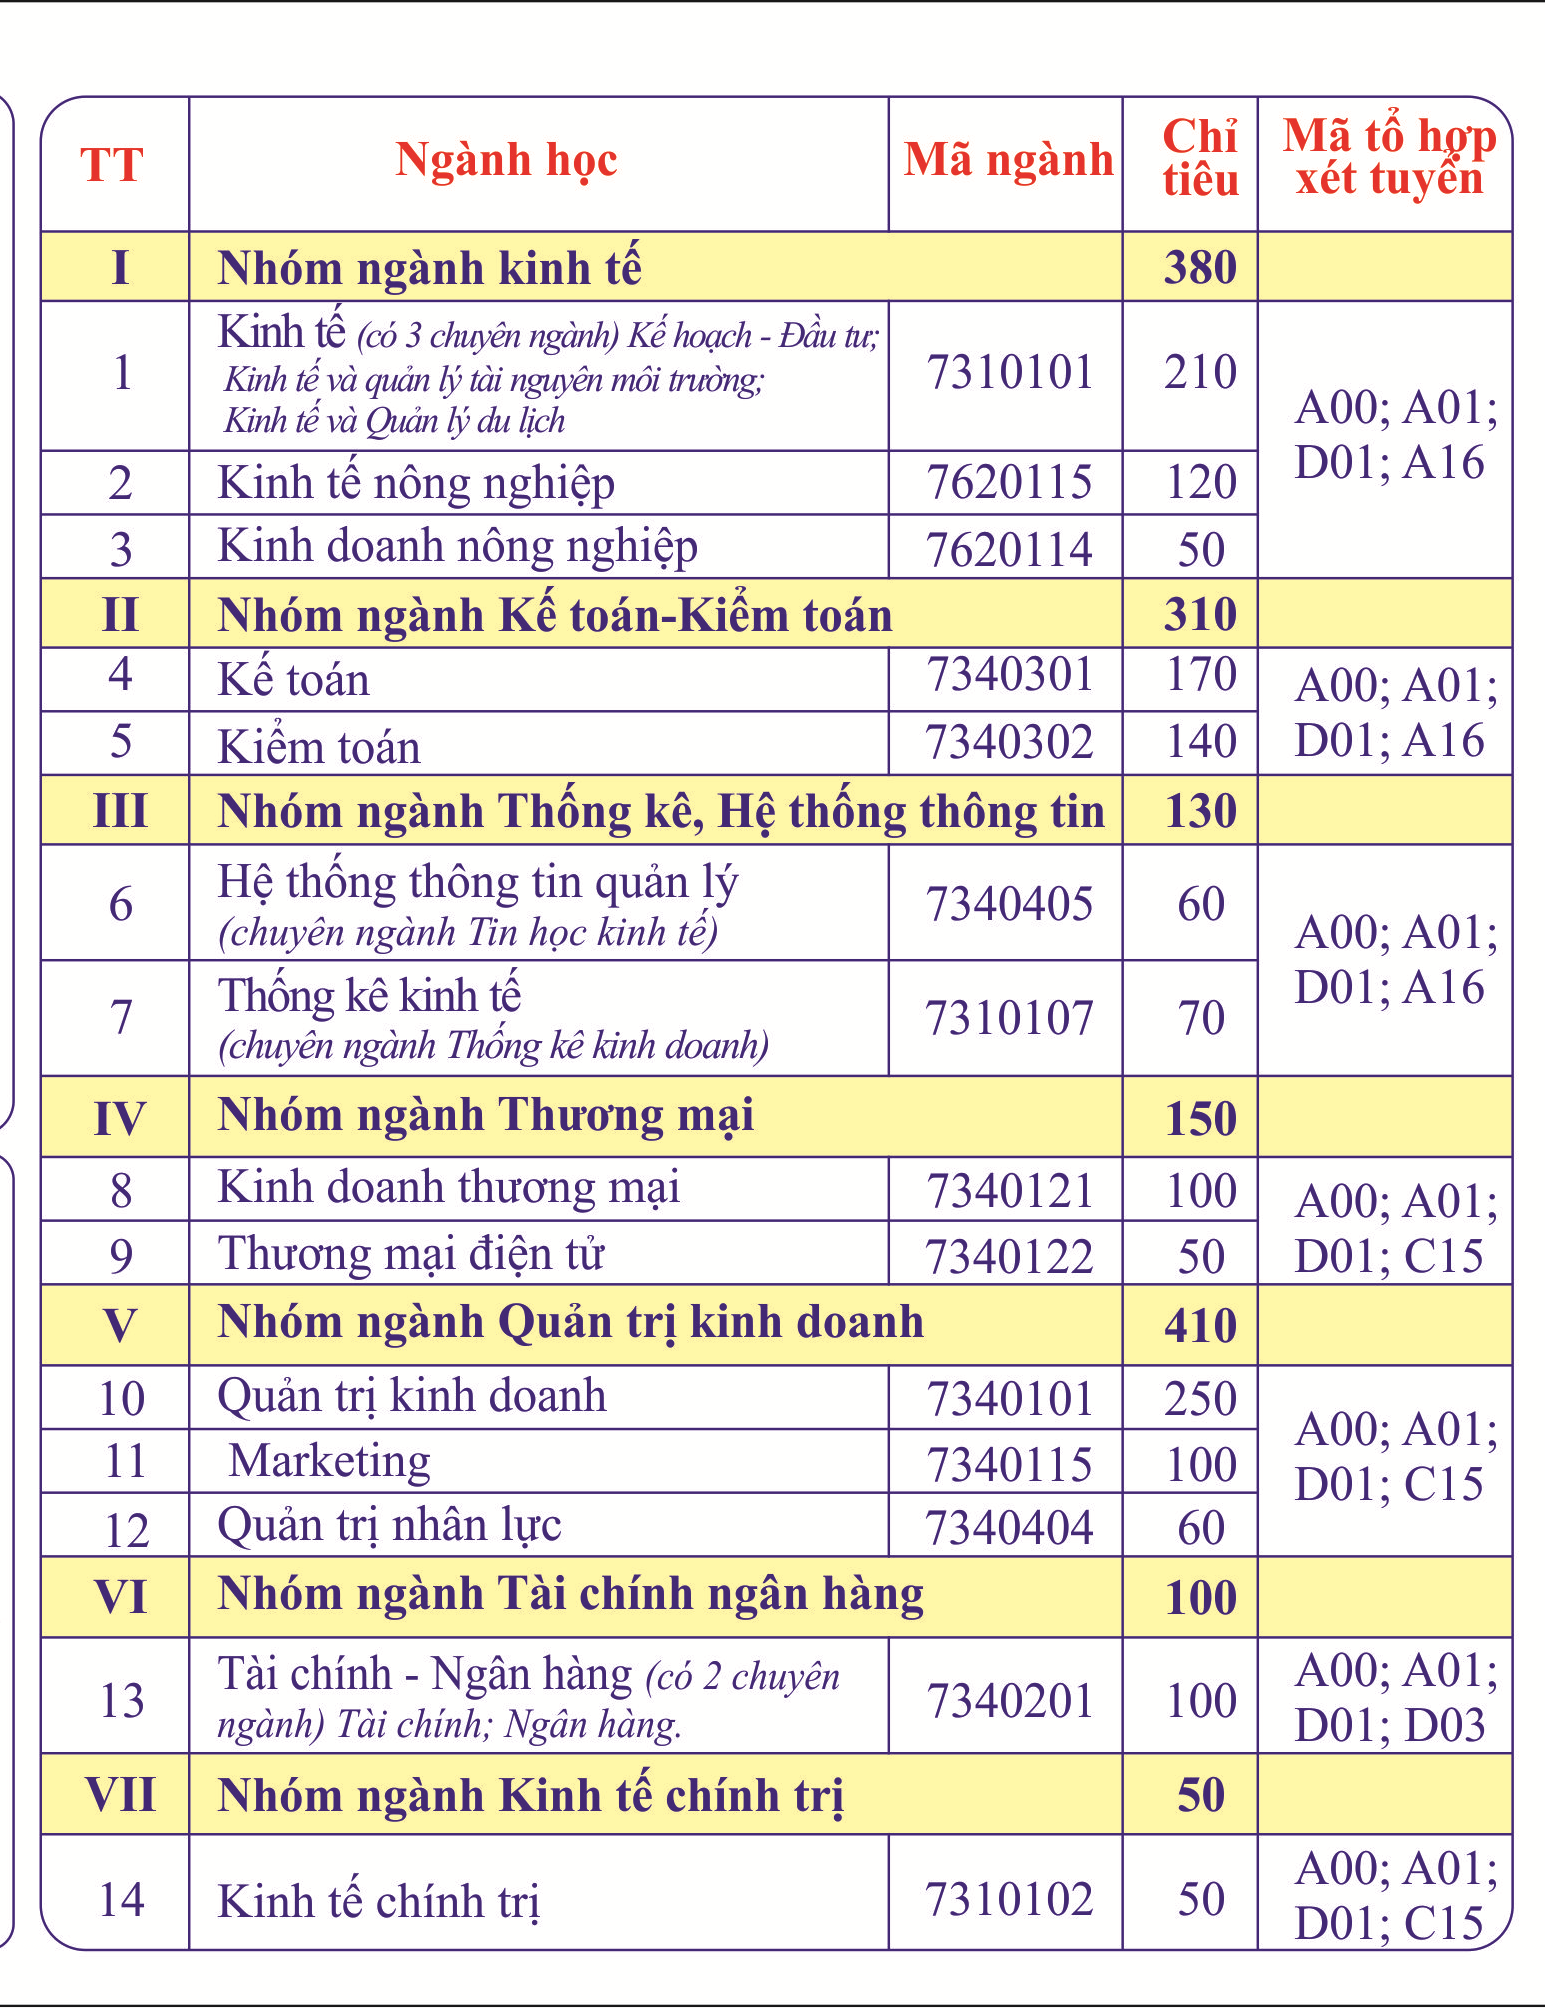 TT
Ngành học
Mã ngành
Chỉ
tiêu
Mã tổ hợp
xét tuyển
I
Nhóm ngành kinh tế
380
1
Kinh tế (có 3 chuyên ngành) Kế hoạch - Đầu tư;
Kinh tế và quản lý tài nguyên môi trường;
Kinh tế và Quản lý du lịch
7310101
210
A00; A01;
D01; A16
2
Kinh tế nông nghiệp
7620115
120
3
Kinh doanh nông nghiệp
7620114
50
II
Nhóm ngành Kế toán-Kiểm toán
310
4
Kế toán
7340301
170
A00; A01;
D01; A16
5
Kiểm toán
7340302
140
III
Nhóm ngành Thống kê, Hệ thống thông tin
130
6
Hệ thống thông tin quản lý
(chuyên ngành Tin học kinh tế)
7340405
60
A00; A01;
D01; A16
7
Thống kê kinh tế
(chuyên ngành Thống kê kinh doanh)
7310107
70
IV
Nhóm ngành Thương mại
150
8
Kinh doanh thương mại
7340121
100
A00; A01;
D01; C15
9
Thương mại điện tử
7340122
50
V
Nhóm ngành Quản trị kinh doanh
410
10
Quản trị kinh doanh
7340101
250
A00; A01;
D01; C15
11
Marketing
7340115
100
12
Quản trị nhân lực
7340404
60
VI
Nhóm ngành Tài chính ngân hàng
100
13
Tài chính - Ngân hàng (có 2 chuyên
ngành) Tài chính; Ngân hàng.
7340201
100
A00; A01;
D01; D03
VII
Nhóm ngành Kinh tế chính trị
50
14
Kinh tế chính trị
7310102
50
A00; A01;
D01; C15